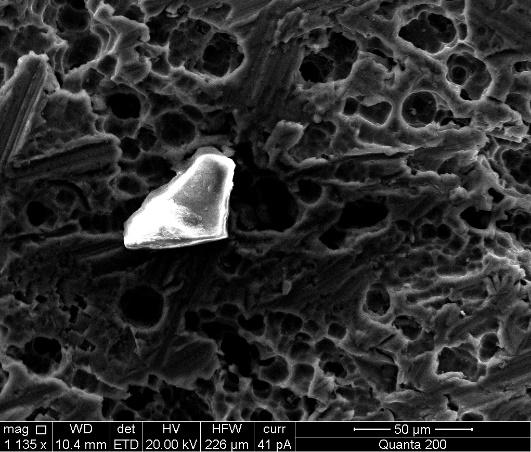 mag □ WD det HV HFW curr
1 135 x 10.4 mm ETD 20.00 kV 226 µm 41 pA
50 µm
Quanta 200